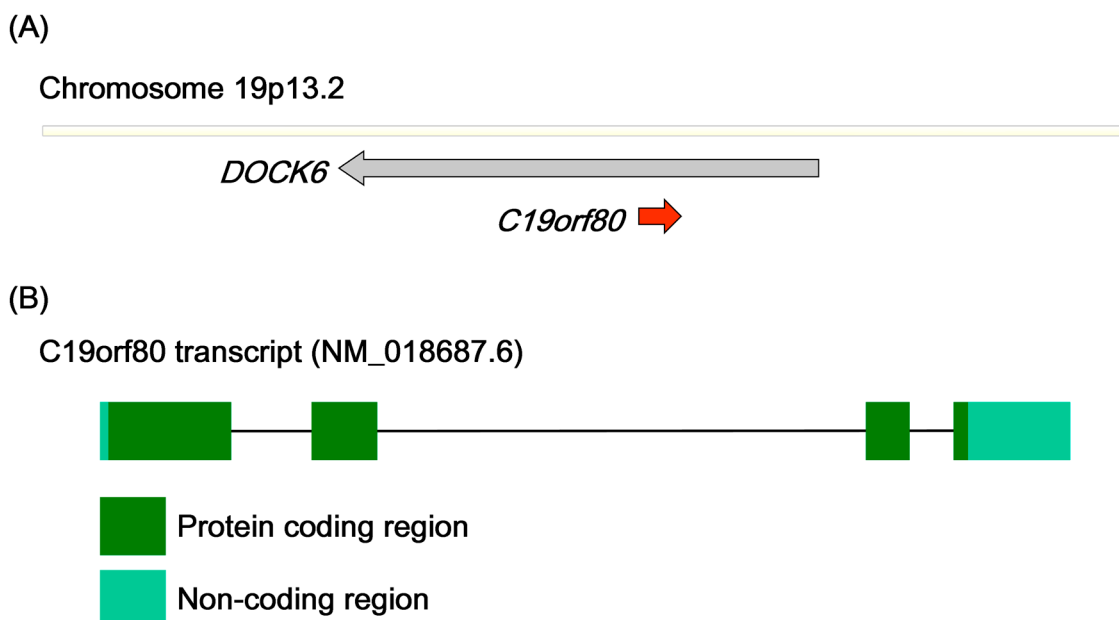 (A)
Chromosome 19p13.2
DOCK6
C19orf80
(B)
C19orf80 transcript (NM_018687.6)
Protein coding region
Non-coding region